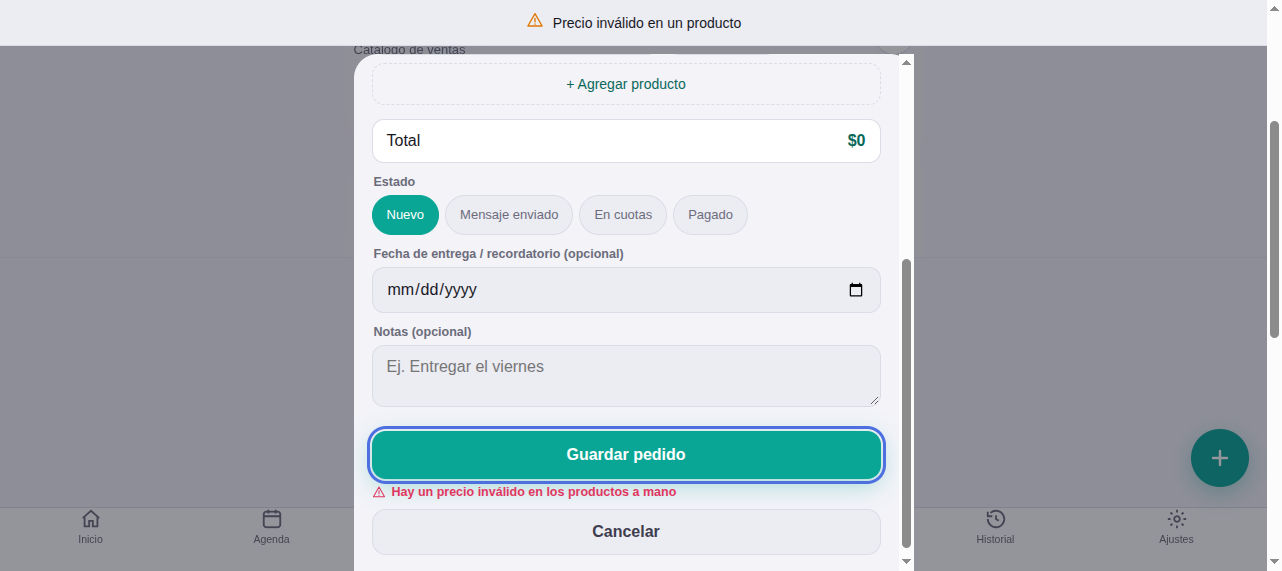 Precio inválido en un producto
Catálogo de ventas
+ Agregar producto
Total $0
Estado
Nuevo Mensaje enviado En cuotas Pagado
Fecha de entrega / recordatorio (opcional)
mm/dd/yyyy
Notas (opcional)
Ej. Entregar el viernes
Guardar pedido
Hay un precio inválido en los productos a mano
Cancelar
Inicio Agenda Historial Ajustes